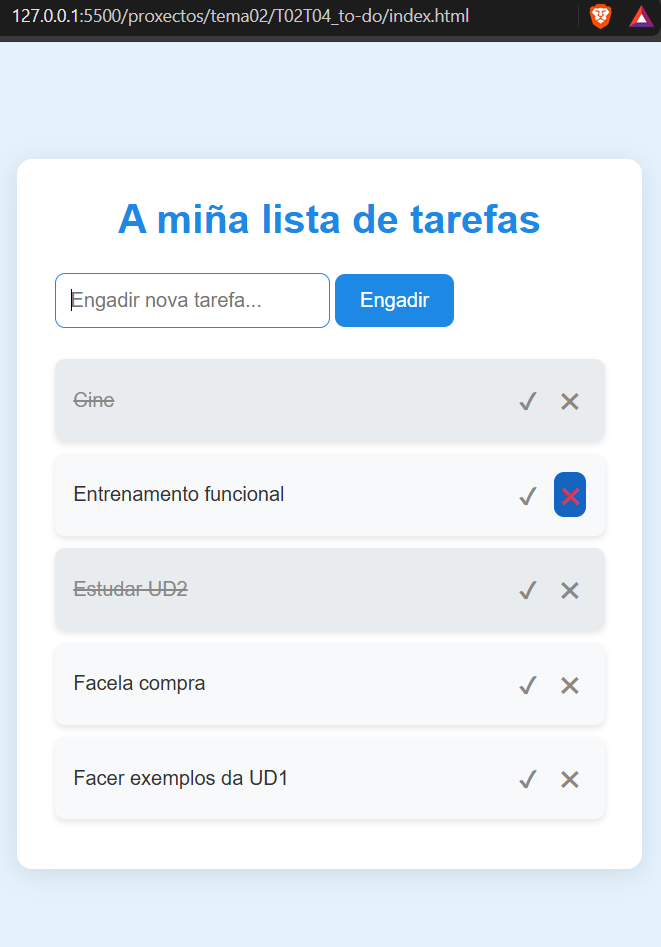 127.0.0.1:5500/proxectos/tema02/T02T04_to-do/index.html
A miña lista de tarefas
Engadir nova tarefa... Engadir
Cine ✓ ✕
Entrenamento funcional ✓ ✕
Estudar UD2 ✓ ✕
Facela compra ✓ ✕
Facer exemplos da UD1 ✓ ✕